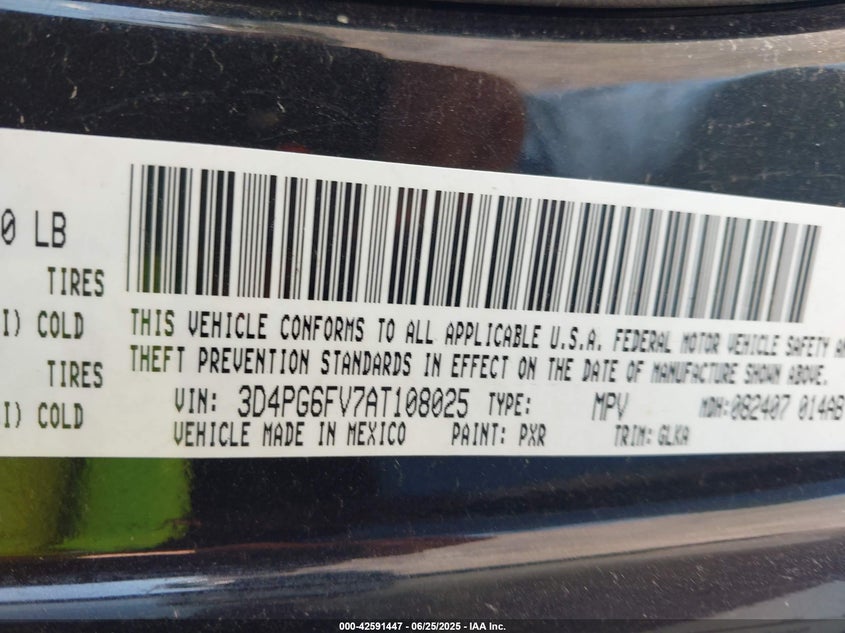 0 LB
TIRES
I) COLD
TIRES
I) COLD
THIS VEHICLE CONFORMS TO ALL APPLICABLE U.S.A. FEDERAL MOTOR VEHICLE SAFETY AN
THEFT PREVENTION STANDARDS IN EFFECT ON THE DATE OF MANUFACTURE SHOWN ABOVE.
VIN: 3D4PG6FV7AT108025 TYPE: MPV MDH: 082407 014AB
VEHICLE MADE IN MEXICO PAINT: PXR TRIM: GLKA
000-42591447 - 06/25/2025 - IAA Inc.